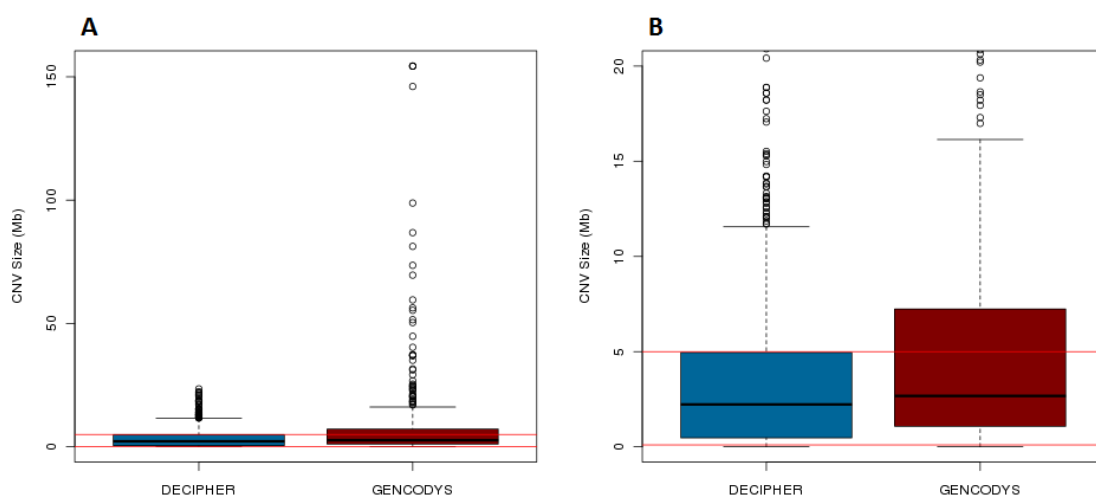 A
CNV Size (Mb)
150
100
50
0
DECIPHER GENCODYS
B
CNV Size (Mb)
20
15
10
5
0
DECIPHER GENCODYS